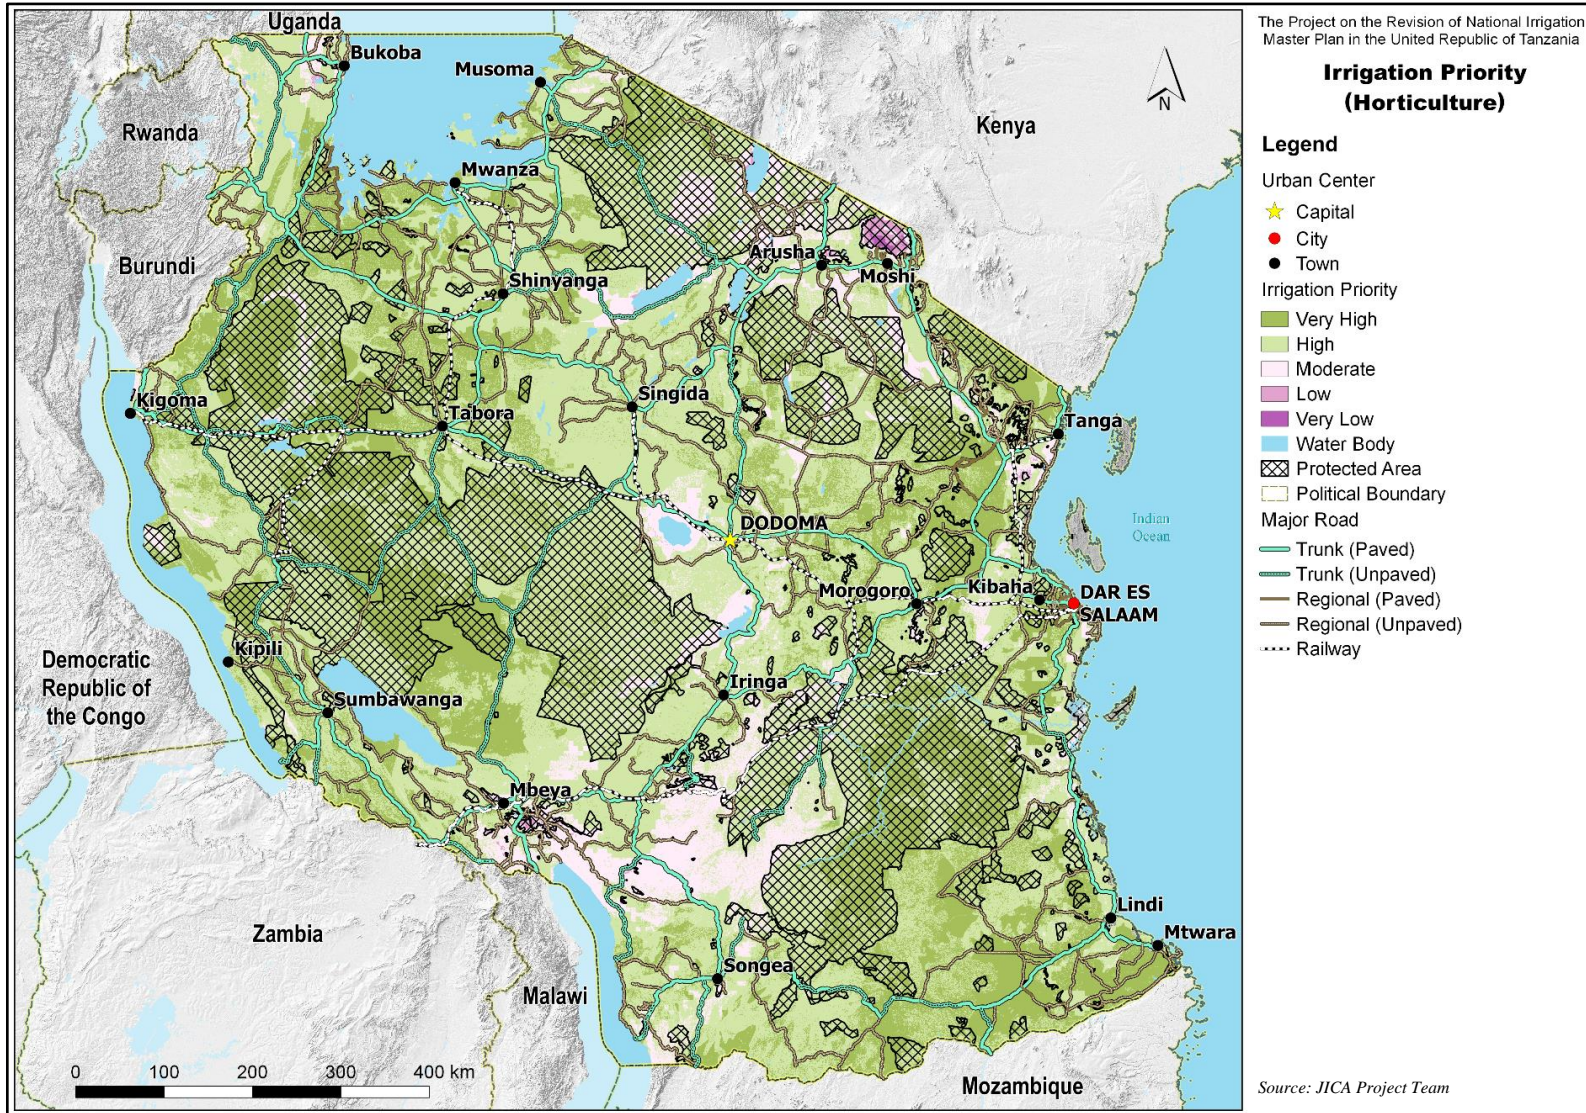 The Project on the Revision of National Irrigation
Master Plan in the United Republic of Tanzania
Irrigation Priority
(Horticulture)
Legend
Urban Center
Capital
City
Town
Irrigation Priority
Very High
High
Moderate
Low
Very Low
Water Body
Protected Area
Political Boundary
Major Road
Trunk (Paved)
Trunk (Unpaved)
Regional (Paved)
Regional (Unpaved)
Railway
Source: JICA Project Team
Uganda
Bukoba
Musoma
N
Kenya
Rwanda
Mwanza
Burundi
Arusha
Moshi
Shinyanga
Kigoma
Singida
Tabora
Tanga
DODOMA
Indian
Ocean
Morogoro
Kibaha
DAR ES
SALAAM
Kipili
Democratic
Republic of
the Congo
Sumbawanga
Iringa
Mbeya
Lindi
Mtwara
Zambia
Songea
Malawi
Mozambique
0 100 200 300 400 km